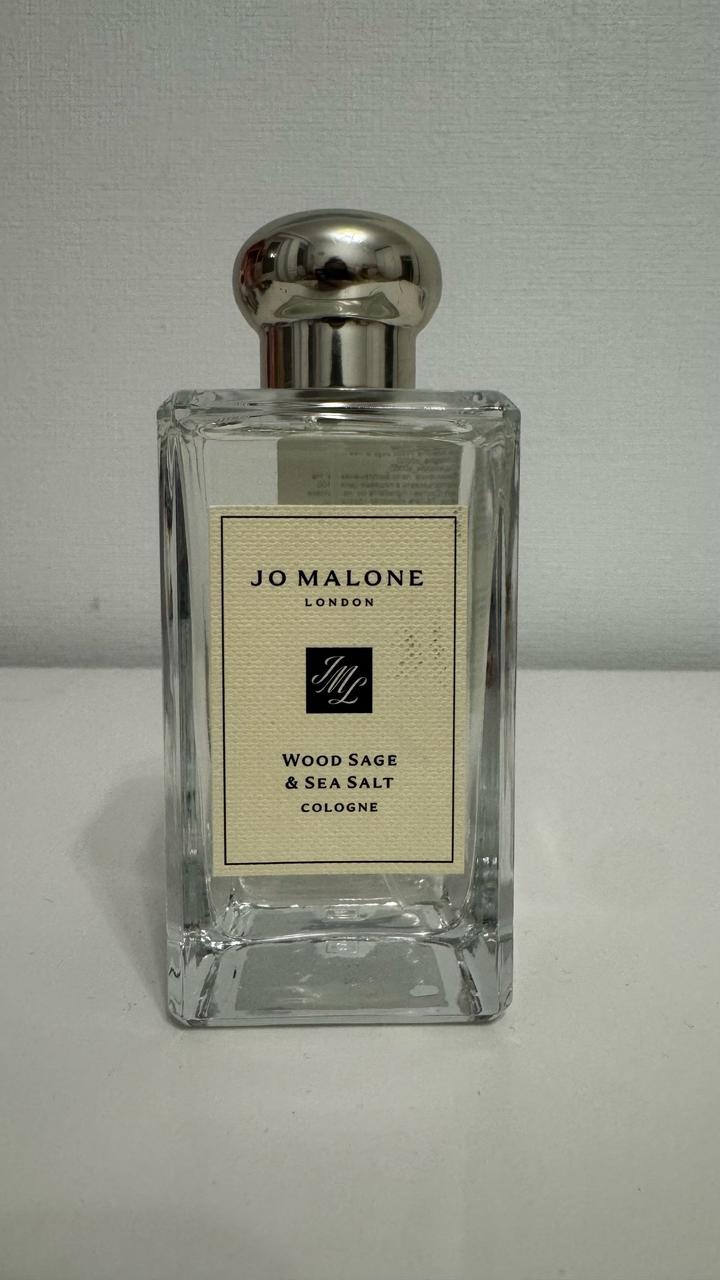 JO MALONE
LONDON
JML
WOOD SAGE
& SEA SALT
COLOGNE